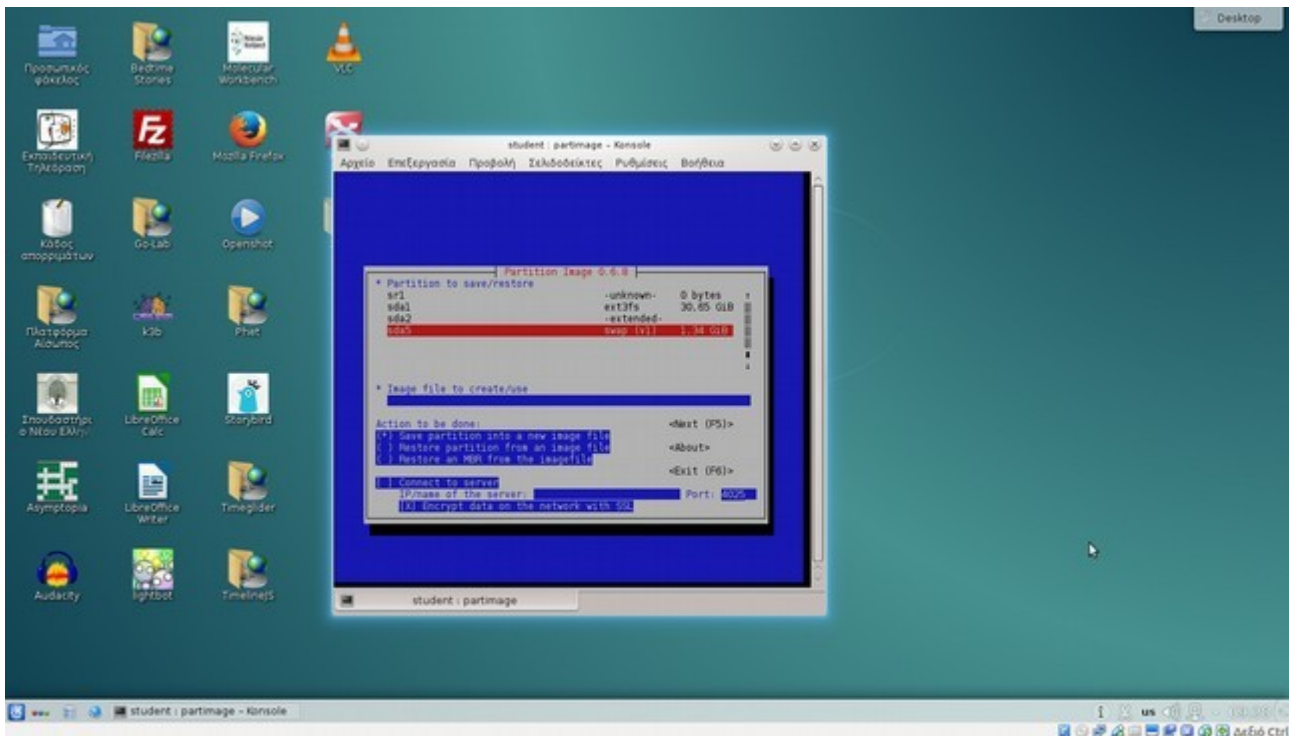 Desktop
Προσωπικός φάκελος
Bedtime Stories
Molecular Workbench
VLC
Εκπαιδευτική Τηλεόραση
Filezilla
Mozilla Firefox
Κάδος απορριμάτων
Go-Lab
Openshot
Πλατφόρμα Αίσωπος
k3b
Phet
Σπουδαστήρι
ο Νέου Ελλην
LibreOffice Calc
Storybird
Asymptopia
LibreOffice Writer
Timeglider
Audacity
lightbot
TimelineJS
student : partimage – Konsole
Αρχείο Επεξεργασία Προβολή Σελιδοδείκτες Ρυθμίσεις Βοήθεια
Partition Image 0.6.8
* Partition to save/restore
sr1 -unknown- 0 bytes
sda1 ext3fs 30.65 GiB
sda2 -extended-
sda5 swap (v1) 1.34 GiB
* Image file to create/use
Action to be done:
<Next (F5)>
(*) Save partition into a new image file
( ) Restore partition from an image file
<About>
( ) Restore an MBR from the imagefile
<Exit (F6)>
[ ] Connect to server
IP/name of the server: Port: 4025
[X] Encrypt data on the network with SSL
student : partimage
student : partimage – Konsole
us
Δεξιό Ctrl